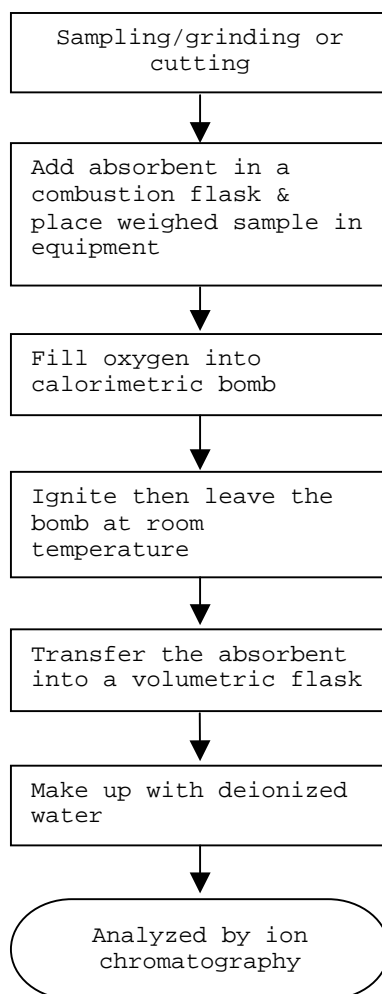 Sampling/grinding or
cutting
Add absorbent in a
combustion flask &
place weighed sample in
equipment
Fill oxygen into
calorimetric bomb
Ignite then leave the
bomb at room
temperature
Transfer the absorbent
into a volumetric flask
Make up with deionized
water
Analyzed by ion
chromatography